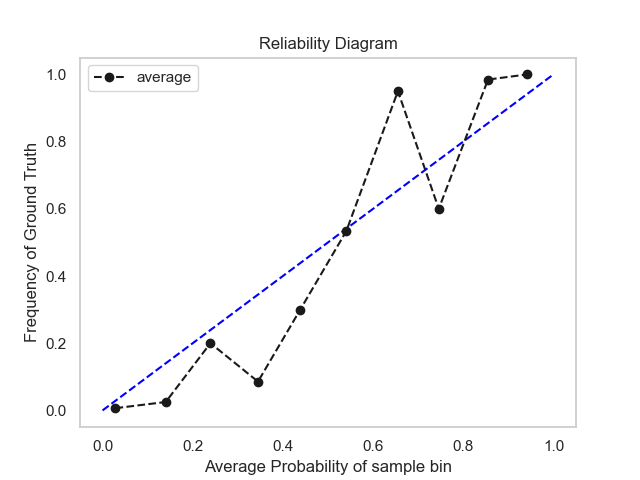 Reliability Diagram
average
Frequency of Ground Truth
1.0
0.8
0.6
0.4
0.2
0.0
0.0 0.2 0.4 0.6 0.8 1.0
Average Probability of sample bin